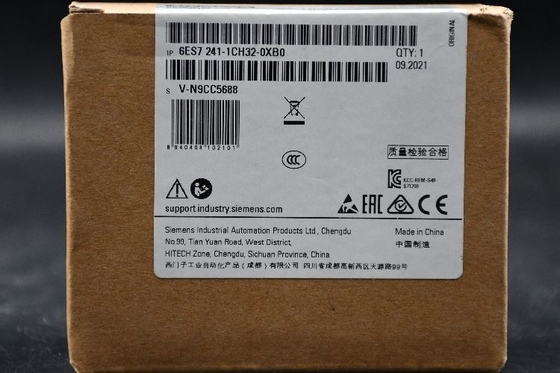 ORIGINAL
1P 6ES7 241-1CH32-0XB0
QTY: 1
09.2021
S V-N9CC5688
8940408102101
质量检验合格
CCC
EAC
CE
support.industry.siemens.com
Siemens Industrial Automation Products Ltd., Chengdu
No.99, Tian Yuan Road, West District,
HITECH Zone, Chengdu, Sichuan Province, China
西门子工业自动化产品（成都）有限公司 四川省成都高新西区天源路99号
Made in China
中国制造